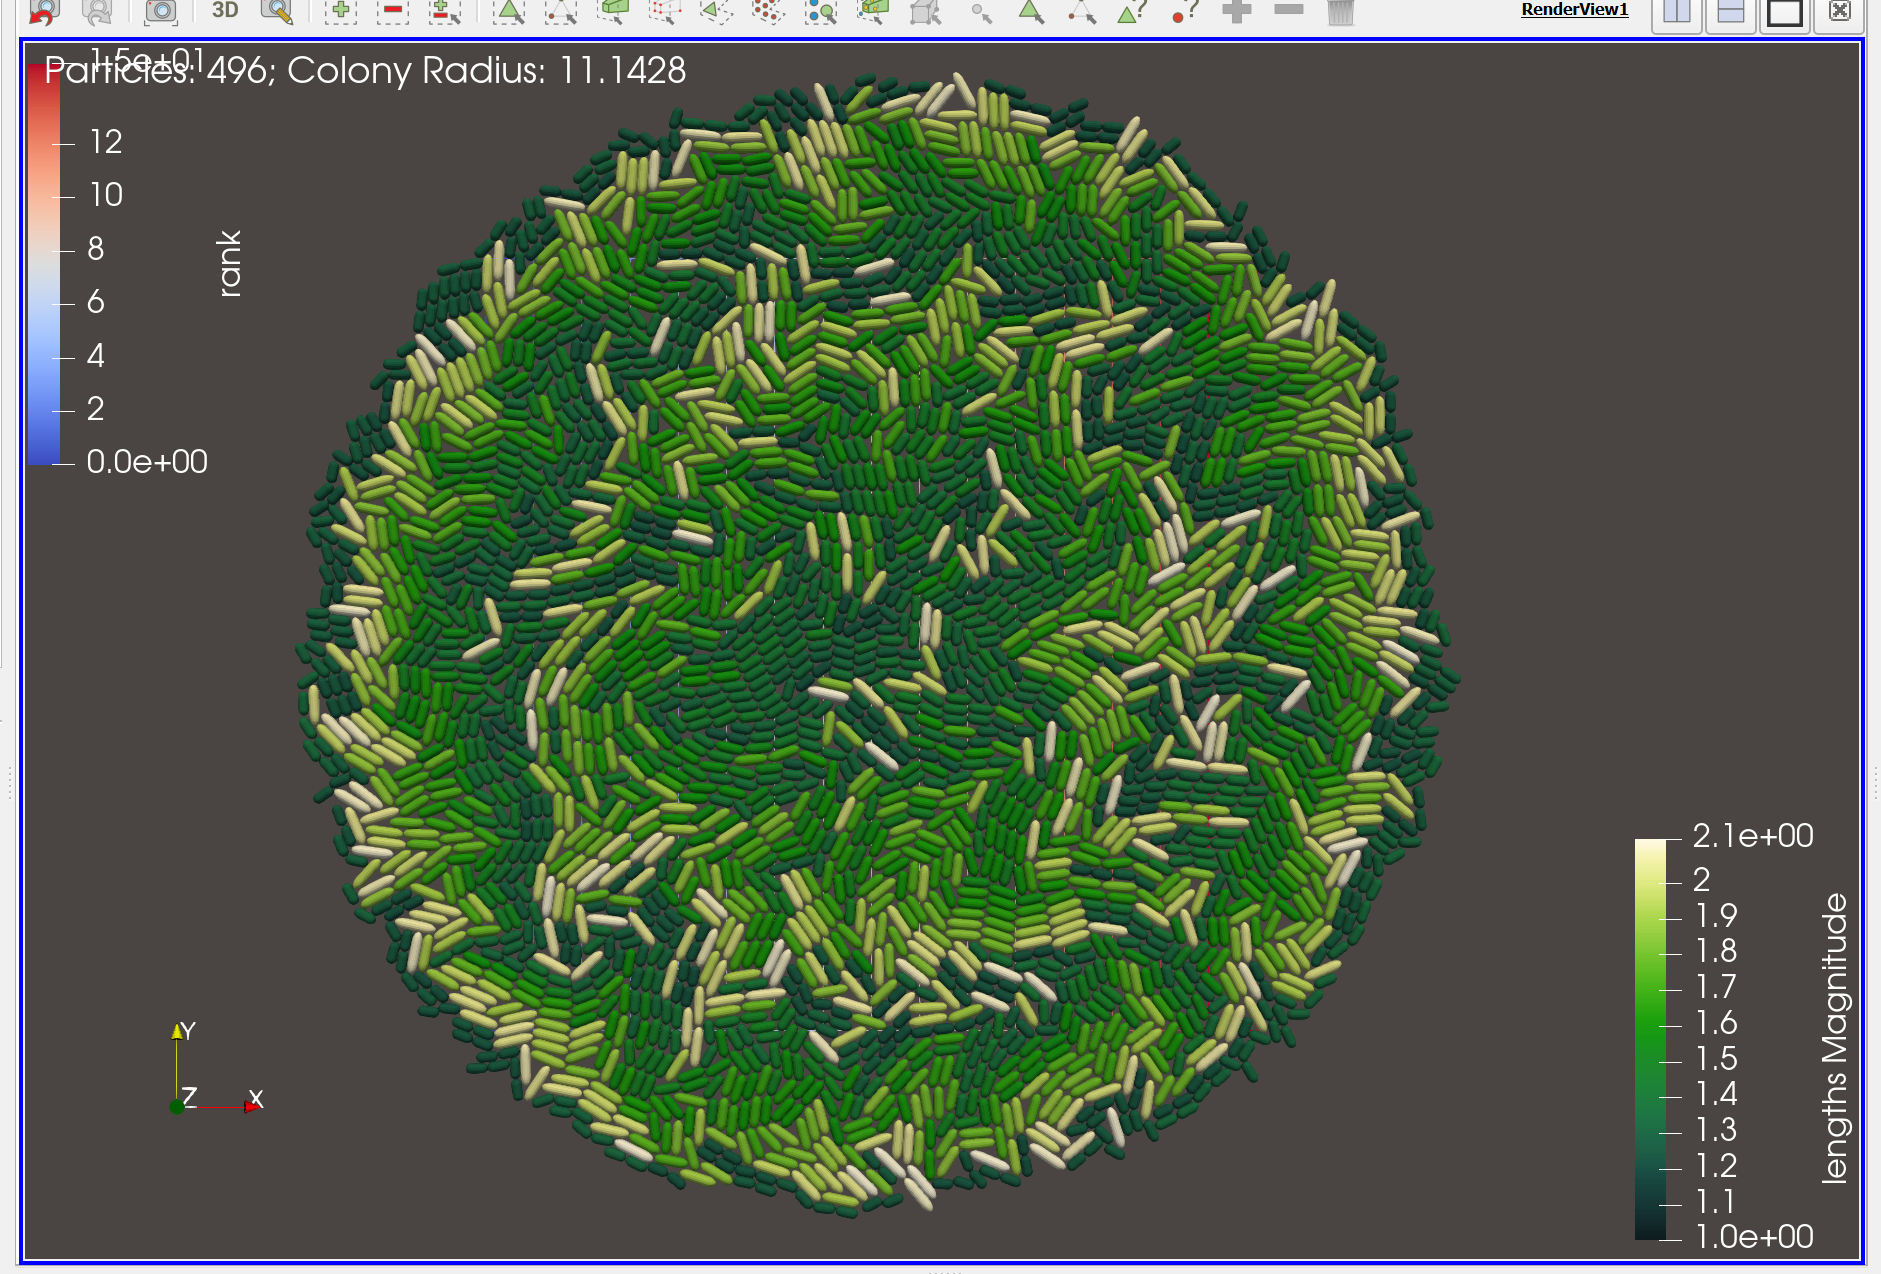 3D
RenderView1
1.5e+01
Particles: 496; Colony Radius: 11.1428
12
10
8
6
4
2
0.0e+00
rank
2.1e+00
2
1.9
1.8
1.7
1.6
1.5
1.4
1.3
1.2
1.1
1.0e+00
lengths Magnitude
Y
Z
X